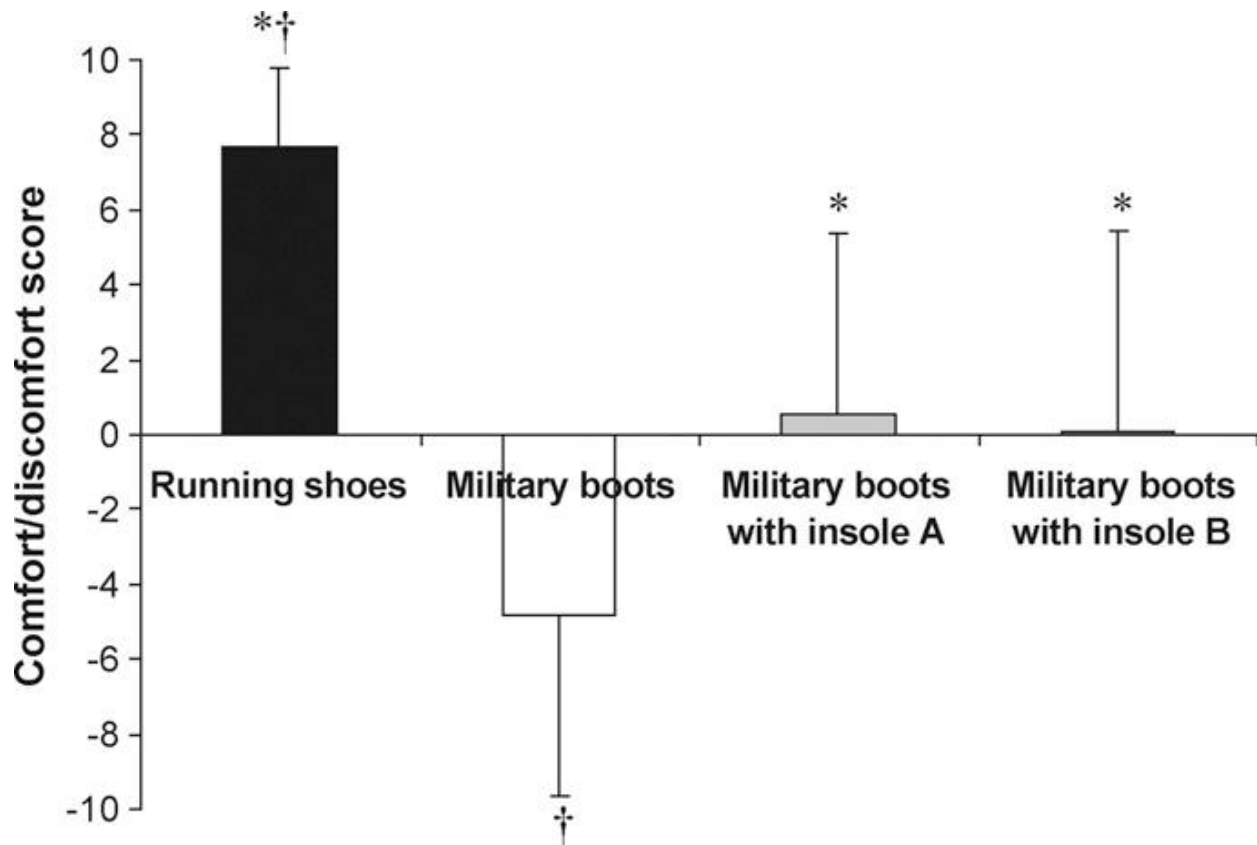 *†
10
8
6
4
2
0
-2
-4
-6
-8
-10
Comfort/discomfort score
*
*
Running shoes
Military boots
Military boots
with insole A
Military boots
with insole B
†